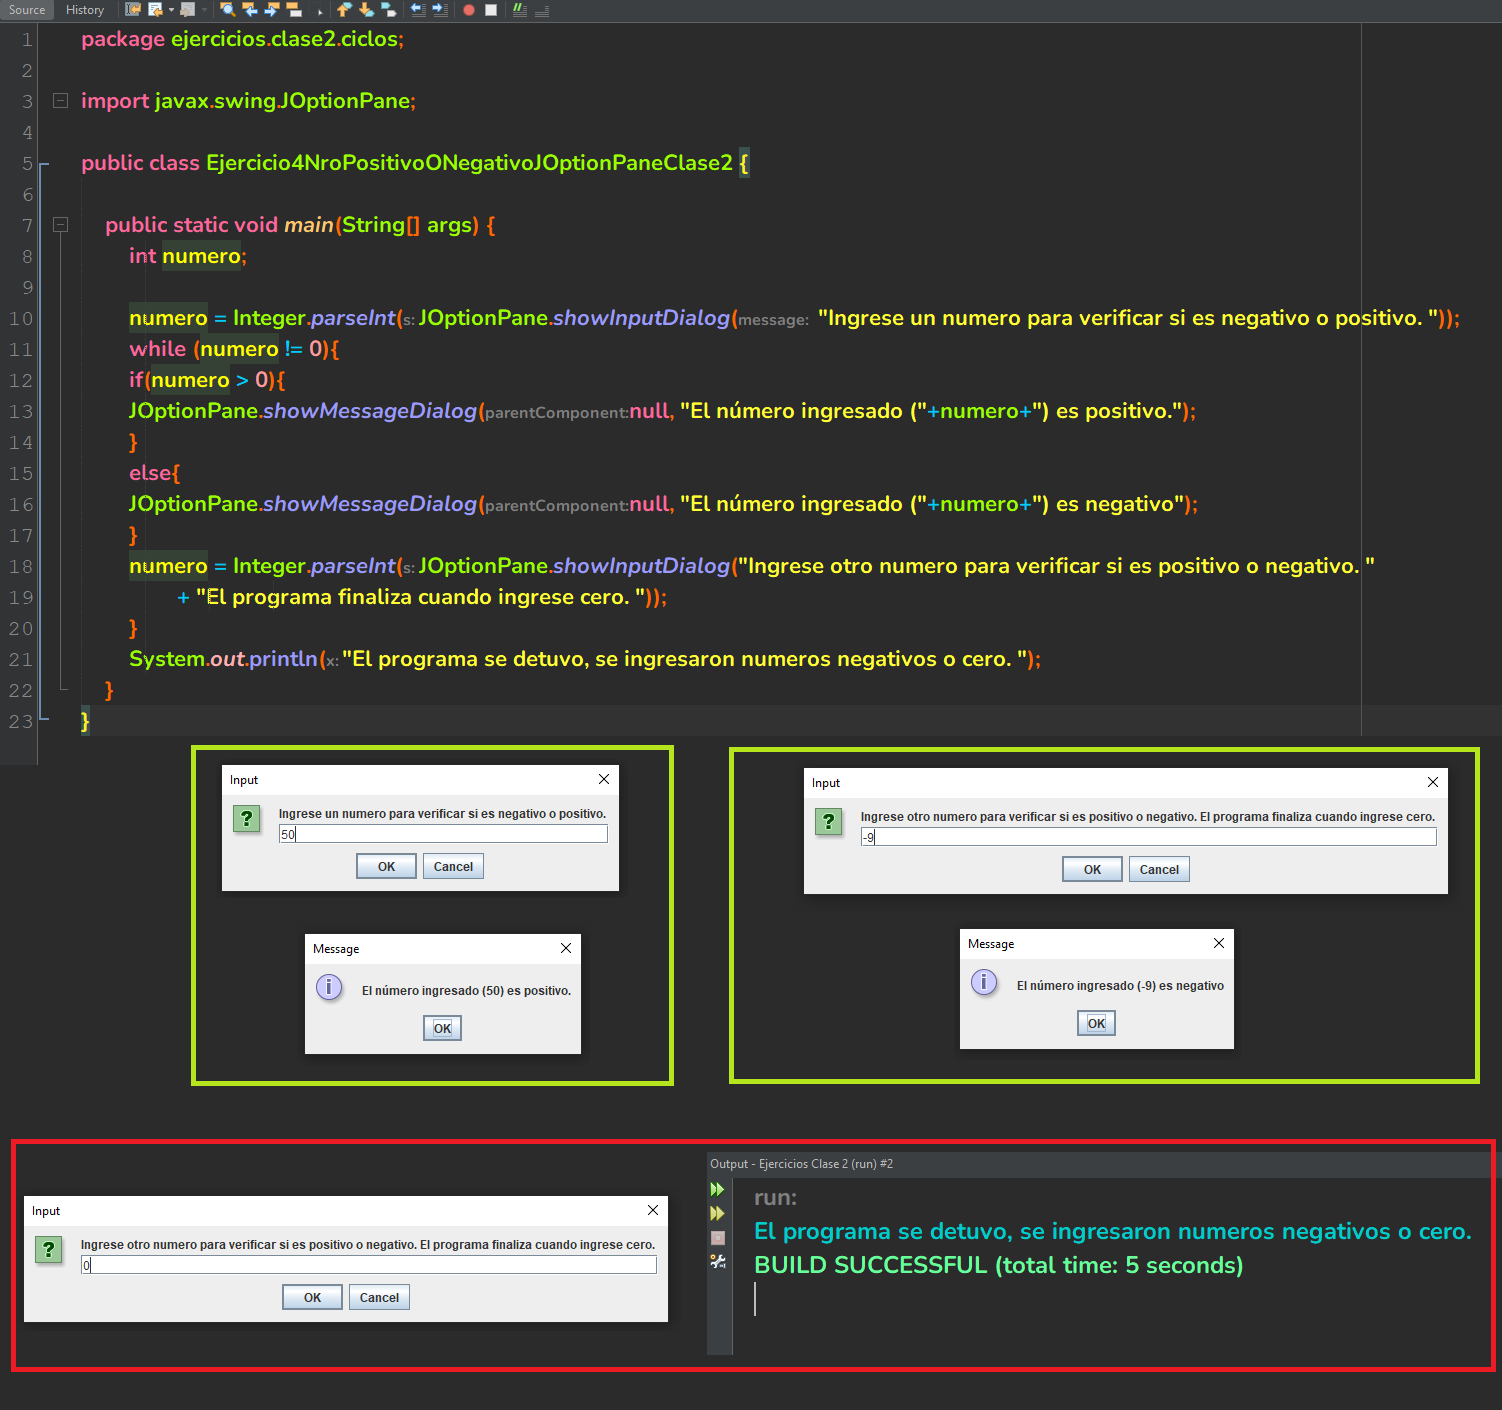 Source History
1 package ejercicios.clase2.ciclos;
2
3 import javax.swing.JOptionPane;
4
5 public class Ejercicio4NroPositivoONegativoJOptionPaneClase2 {
6
7 public static void main(String[] args) {
8 int numero;
9
10 numero = Integer.parseInt(s: JOptionPane.showInputDialog(message: "Ingrese un numero para verificar si es negativo o positivo. "));
11 while (numero != 0){
12 if(numero > 0){
13 JOptionPane.showMessageDialog(parentComponent:null, "El número ingresado ("+numero+") es positivo.");
14 }
15 else{
16 JOptionPane.showMessageDialog(parentComponent:null, "El número ingresado ("+numero+") es negativo");
17 }
18 numero = Integer.parseInt(s: JOptionPane.showInputDialog("Ingrese otro numero para verificar si es positivo o negativo. "
19 + "El programa finaliza cuando ingrese cero. "));
20 }
21 System.out.println(x: "El programa se detuvo, se ingresaron numeros negativos o cero. ");
22 }
23 }
Input
Ingrese un numero para verificar si es negativo o positivo.
50
OK Cancel
Message
El número ingresado (50) es positivo.
OK
Input
Ingrese otro numero para verificar si es positivo o negativo. El programa finaliza cuando ingrese cero.
-9
OK Cancel
Message
El número ingresado (-9) es negativo
OK
Input
Ingrese otro numero para verificar si es positivo o negativo. El programa finaliza cuando ingrese cero.
0
OK Cancel
Output - Ejercicios Clase 2 (run) #2
run:
El programa se detuvo, se ingresaron numeros negativos o cero.
BUILD SUCCESSFUL (total time: 5 seconds)